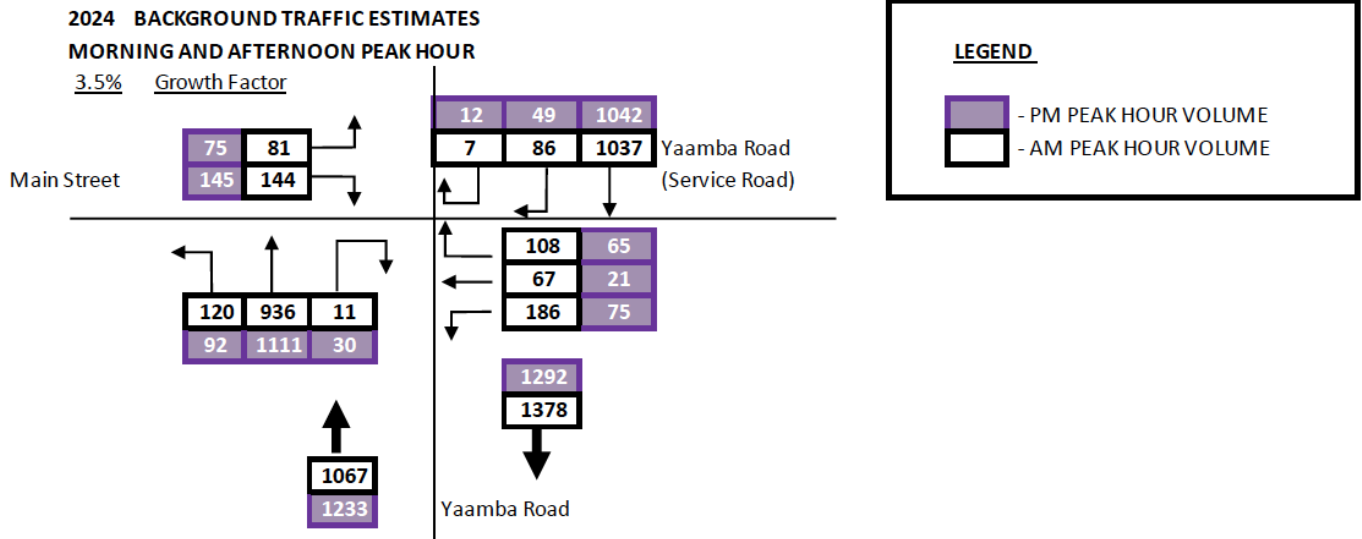 2024 BACKGROUND TRAFFIC ESTIMATES
MORNING AND AFTERNOON PEAK HOUR
3.5% Growth Factor
LEGEND
- PM PEAK HOUR VOLUME
- AM PEAK HOUR VOLUME
12 49 1042
7 86 1037
Yaamba Road
(Service Road)
75 81
145 144
Main Street
108 65
67 21
186 75
120 936 11
92 1111 30
1292
1378
1067
1233
Yaamba Road